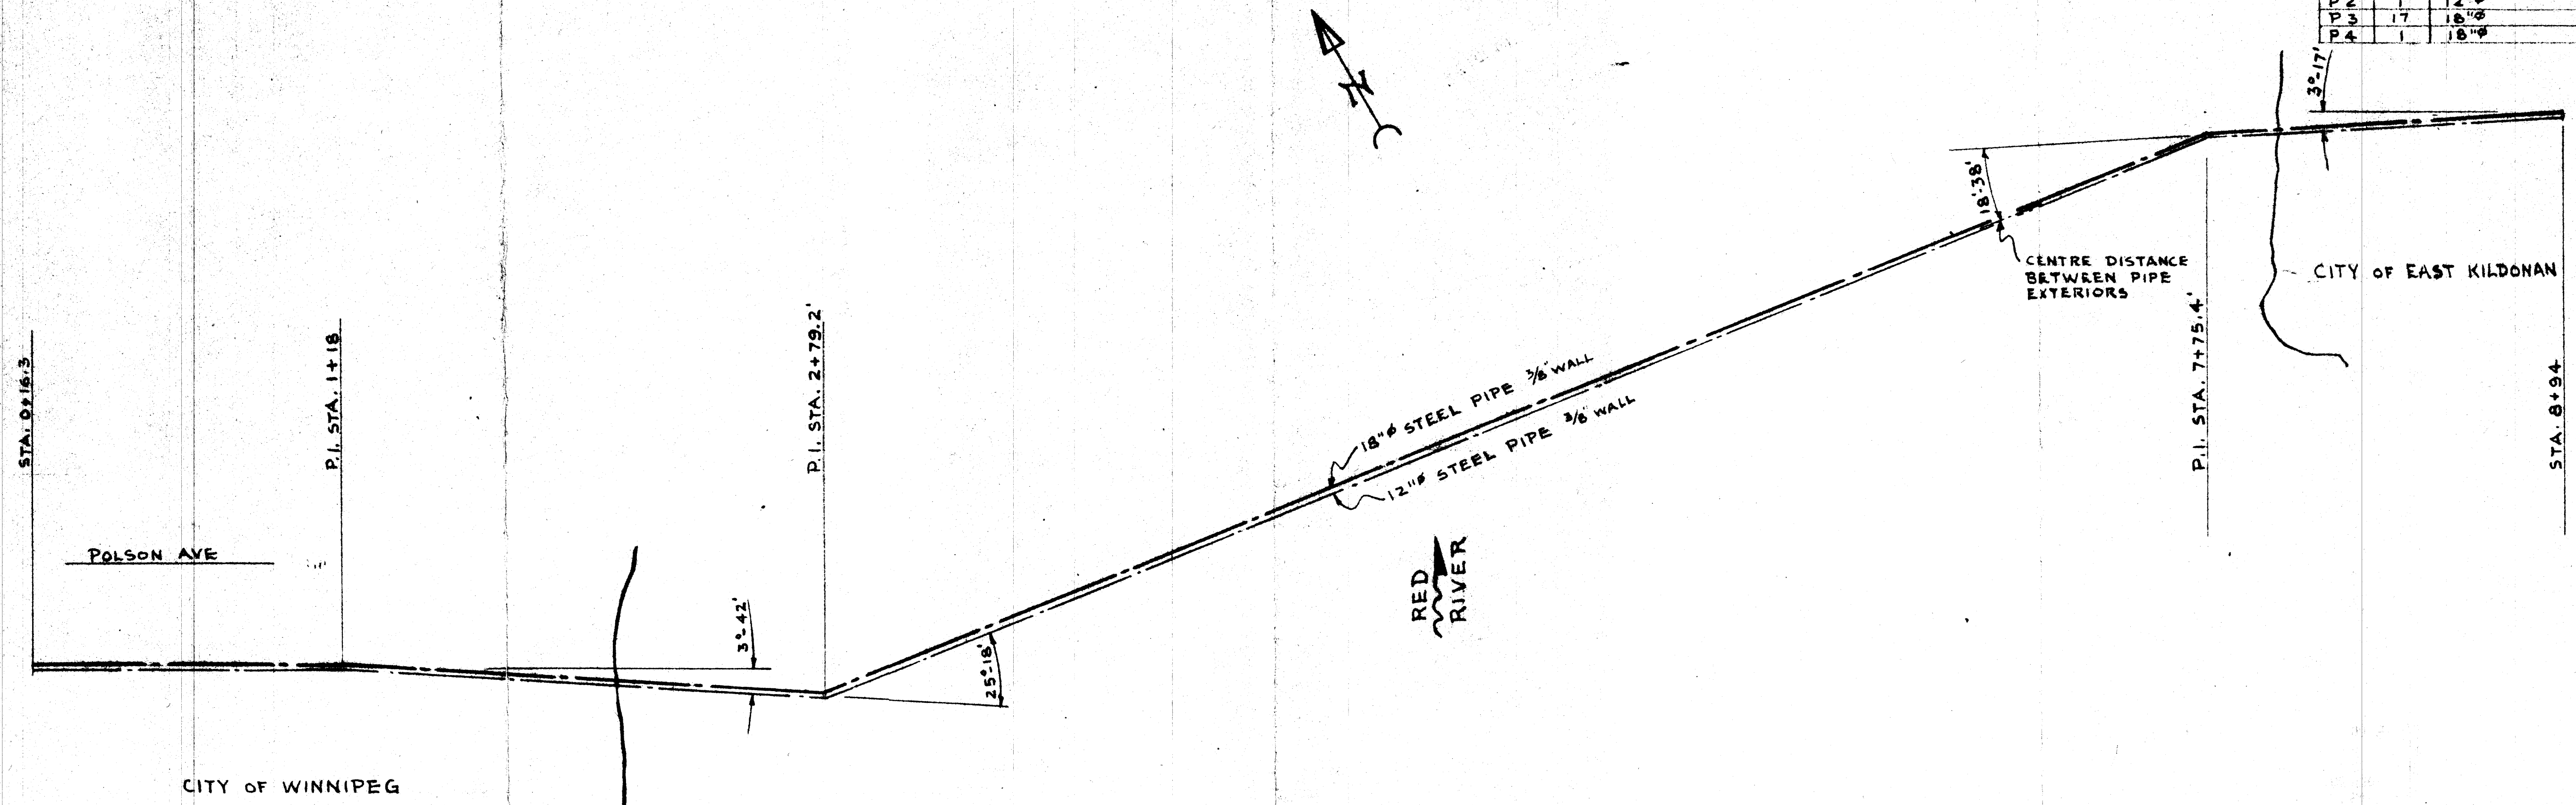 P 3 17 18"ø
P 4 1 18"ø
3°-17'
18°-38'
CENTRE DISTANCE
BETWEEN PIPE
EXTERIORS
CITY OF EAST KILDONAN
STA. 0+16.3
P.I. STA. 1+18
P.I. STA. 2+79.2'
P.I. STA. 7+75.4'
STA. 8+94
18"ø STEEL PIPE 3/8" WALL
12"ø STEEL PIPE 3/8" WALL
N
POLSON AVE
RED
RIVER
3°-42'
25°-18'
CITY OF WINNIPEG